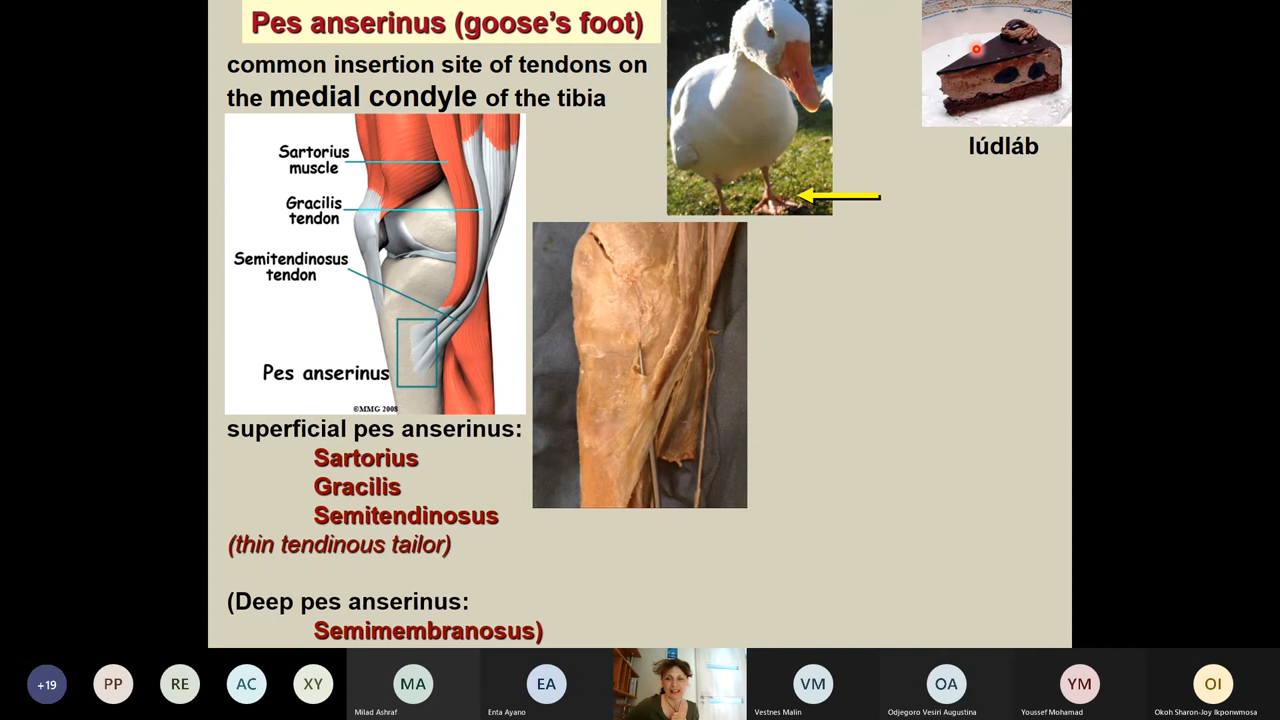 Pes anserinus (goose’s foot)
common insertion site of tendons on
the medial condyle of the tibia
lúdláb
Sartorius
muscle
Gracilis
tendon
Semitendinosus
tendon
Pes anserinus
©MMG 2008
superficial pes anserinus:
Sartorius
Gracilis
Semitendinosus
(thin tendinous tailor)
(Deep pes anserinus:
Semimembranosus)
+19
PP
RE
AC
XY
MA
Milad Ashraf
EA
Enta Ayano
VM
Vestnes Malin
OA
Odjegoro Vesiri Augustina
YM
Youssef Mohamad
OI
Okoh Sharon-Joy Ikponwmosa